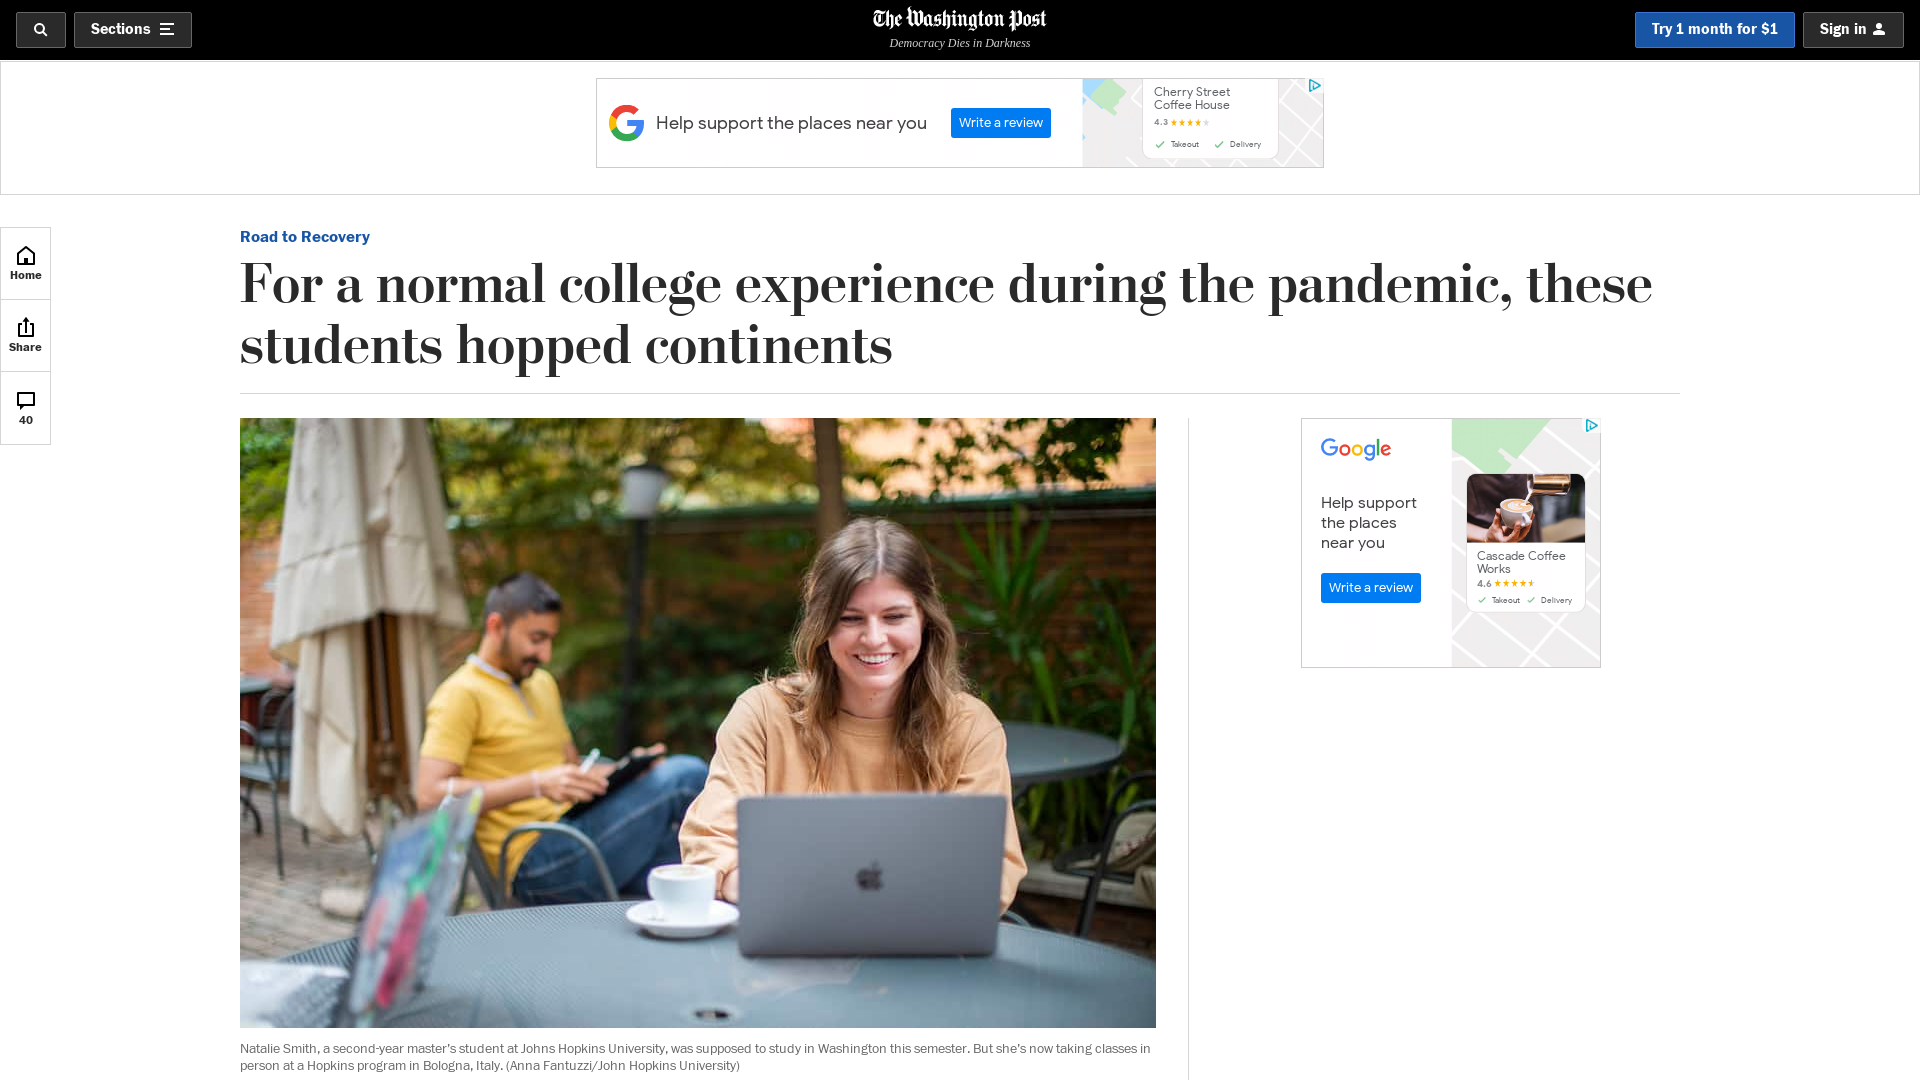 Sections
The Washington Post
Democracy Dies in Darkness
Try 1 month for $1
Sign in
Help support the places near you
Write a review
Cherry Street
Coffee House
4.3
Takeout
Delivery
Home
Share
40
Road to Recovery
For a normal college experience during the pandemic, these
students hopped continents
Google
Help support
the places
near you
Write a review
Cascade Coffee
Works
4.6
Takeout
Delivery
Natalie Smith, a second-year master's student at Johns Hopkins University, was supposed to study in Washington this semester. But she's now taking classes in
person at a Hopkins program in Bologna, Italy. (Anna Fantuzzi/John Hopkins University)